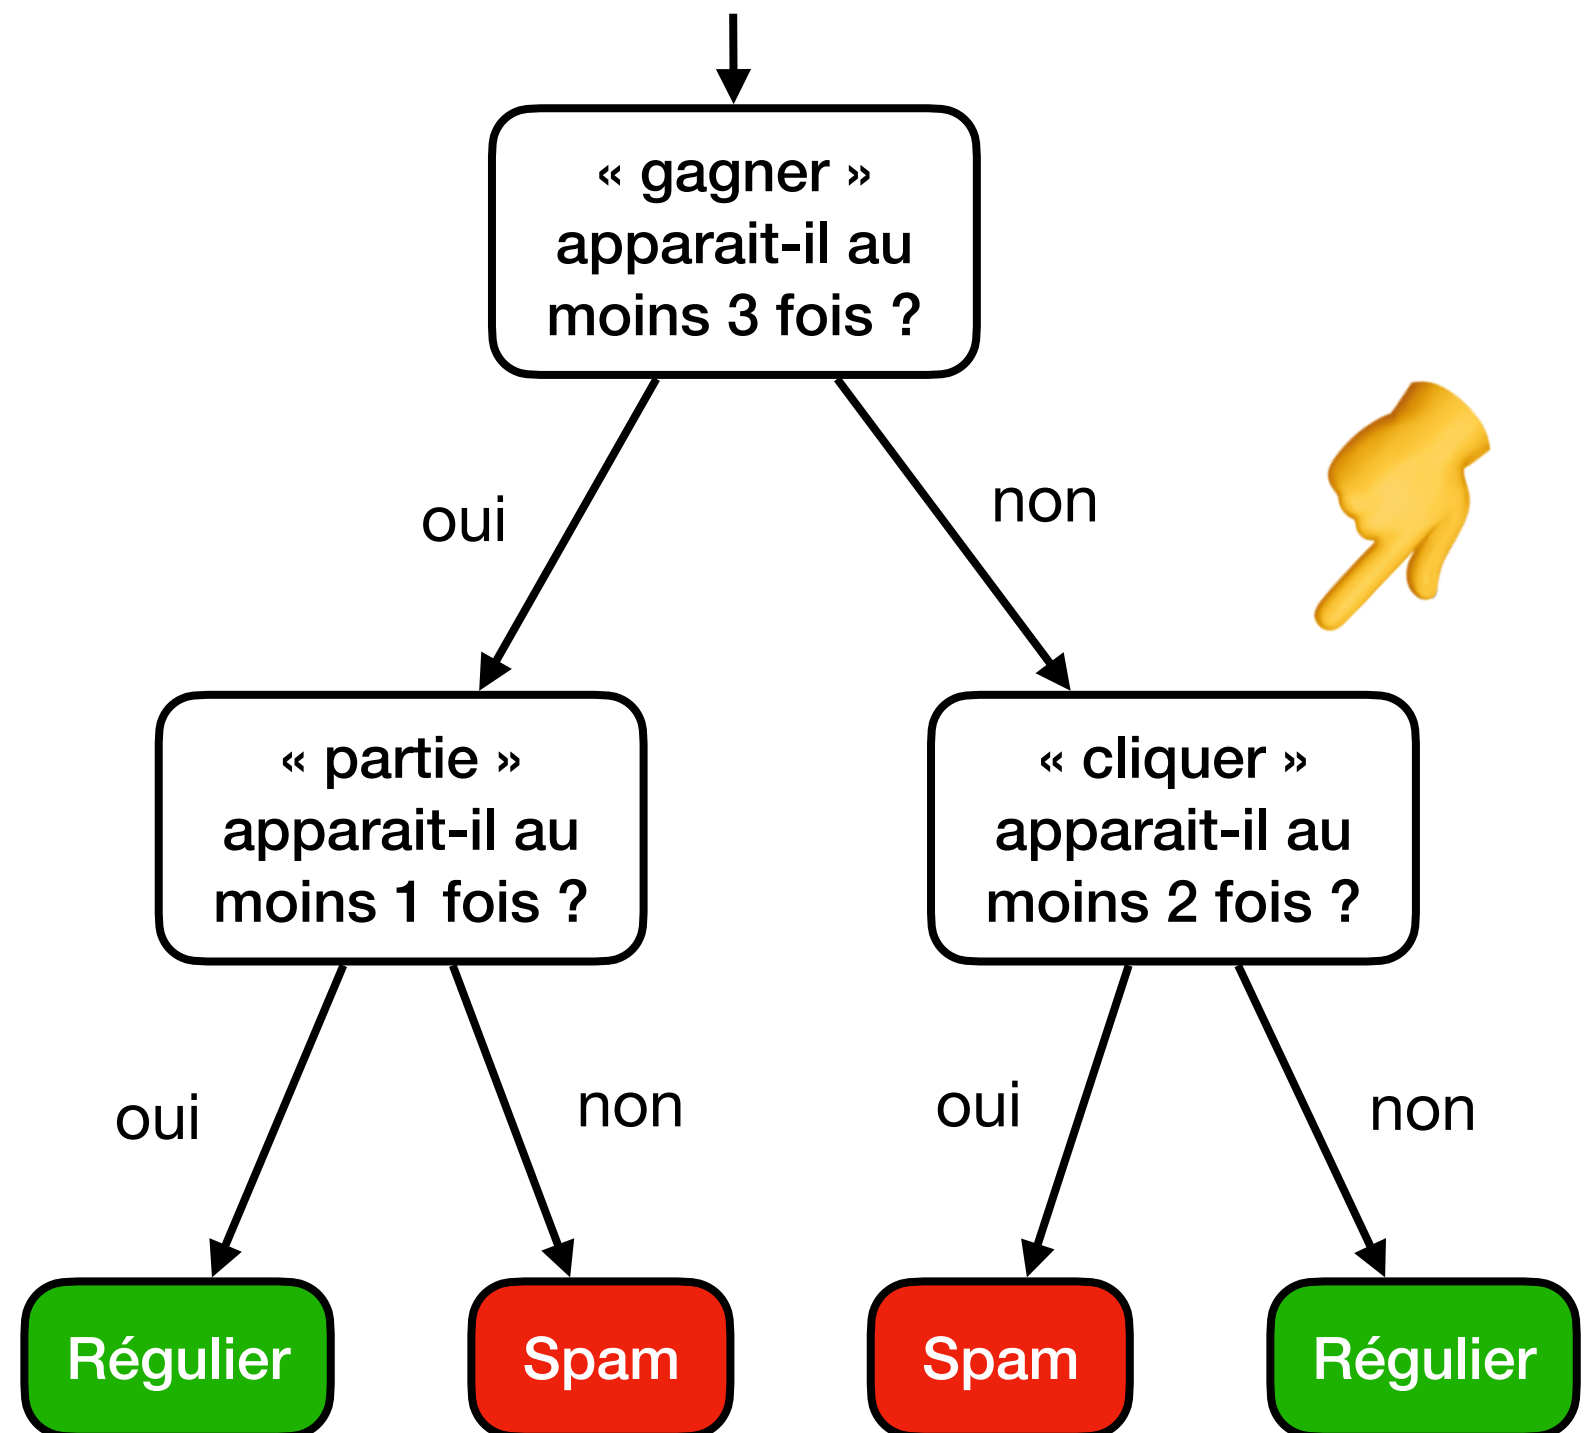 « gagner »
apparait-il au
moins 3 fois ?
oui
non
« partie »
apparait-il au
moins 1 fois ?
« cliquer »
apparait-il au
moins 2 fois ?
oui
non
oui
non
Régulier
Spam
Spam
Régulier